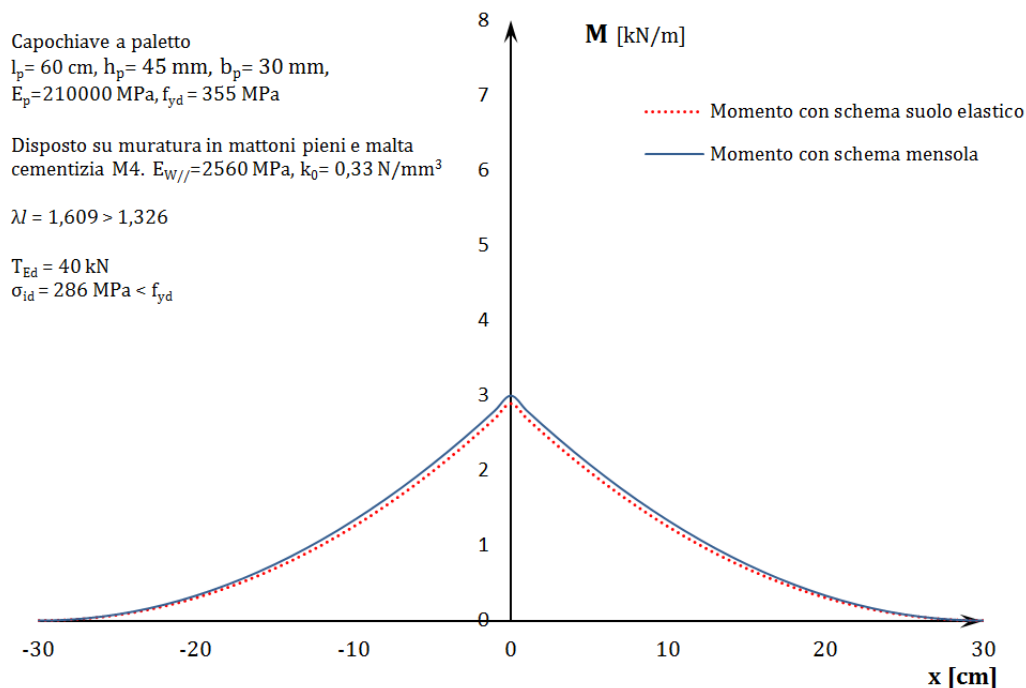 Capochiave a paletto
lp= 60 cm, hp= 45 mm, bp= 30 mm,
Ep=210000 MPa, fyd = 355 MPa
Disposto su muratura in mattoni pieni e malta
cementizia M4. EW//=2560 MPa, k0= 0,33 N/mm³
λl = 1,609 > 1,326
TEd = 40 kN
σid = 286 MPa < fyd
M [kN/m]
Momento con schema suolo elastico
Momento con schema mensola
8
7
6
5
4
3
2
1
0
-30 -20 -10 0 10 20 30
x [cm]